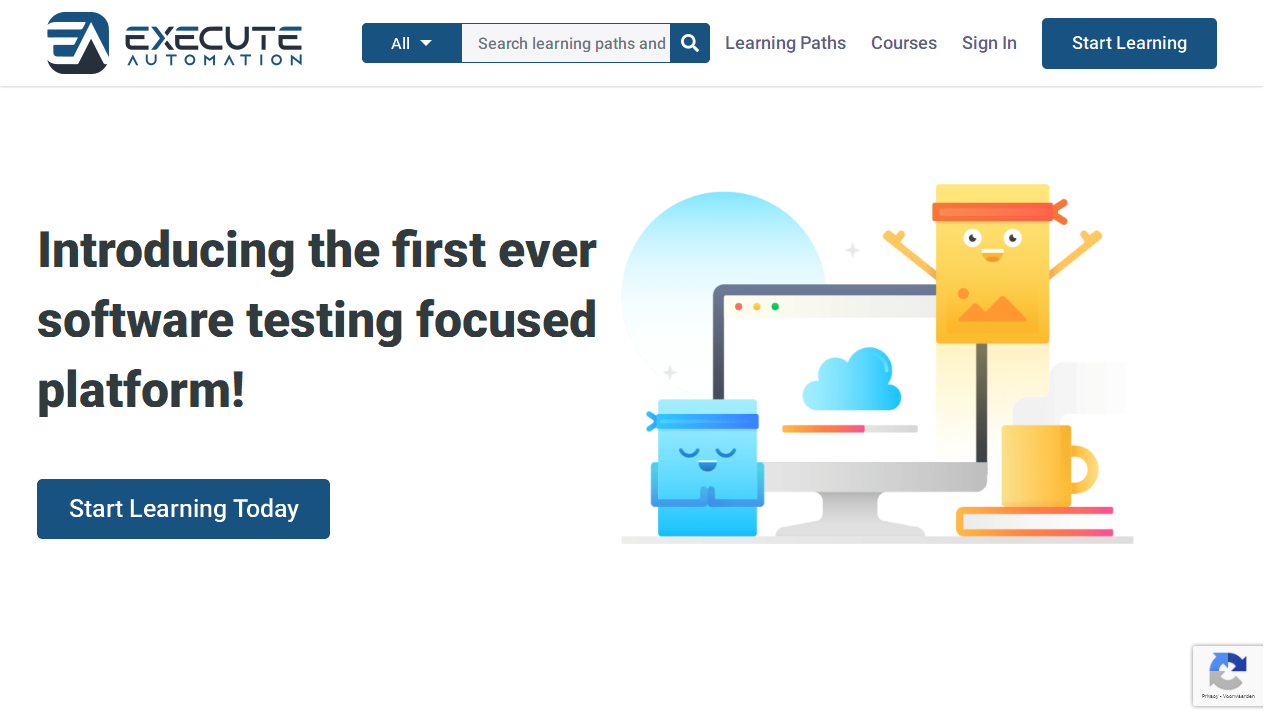 EXECUTE
AUTOMATION
All
Search learning paths and
Learning Paths
Courses
Sign In
Start Learning
Introducing the first ever
software testing focused
platform!
Start Learning Today
Privacy - Voorwaarden